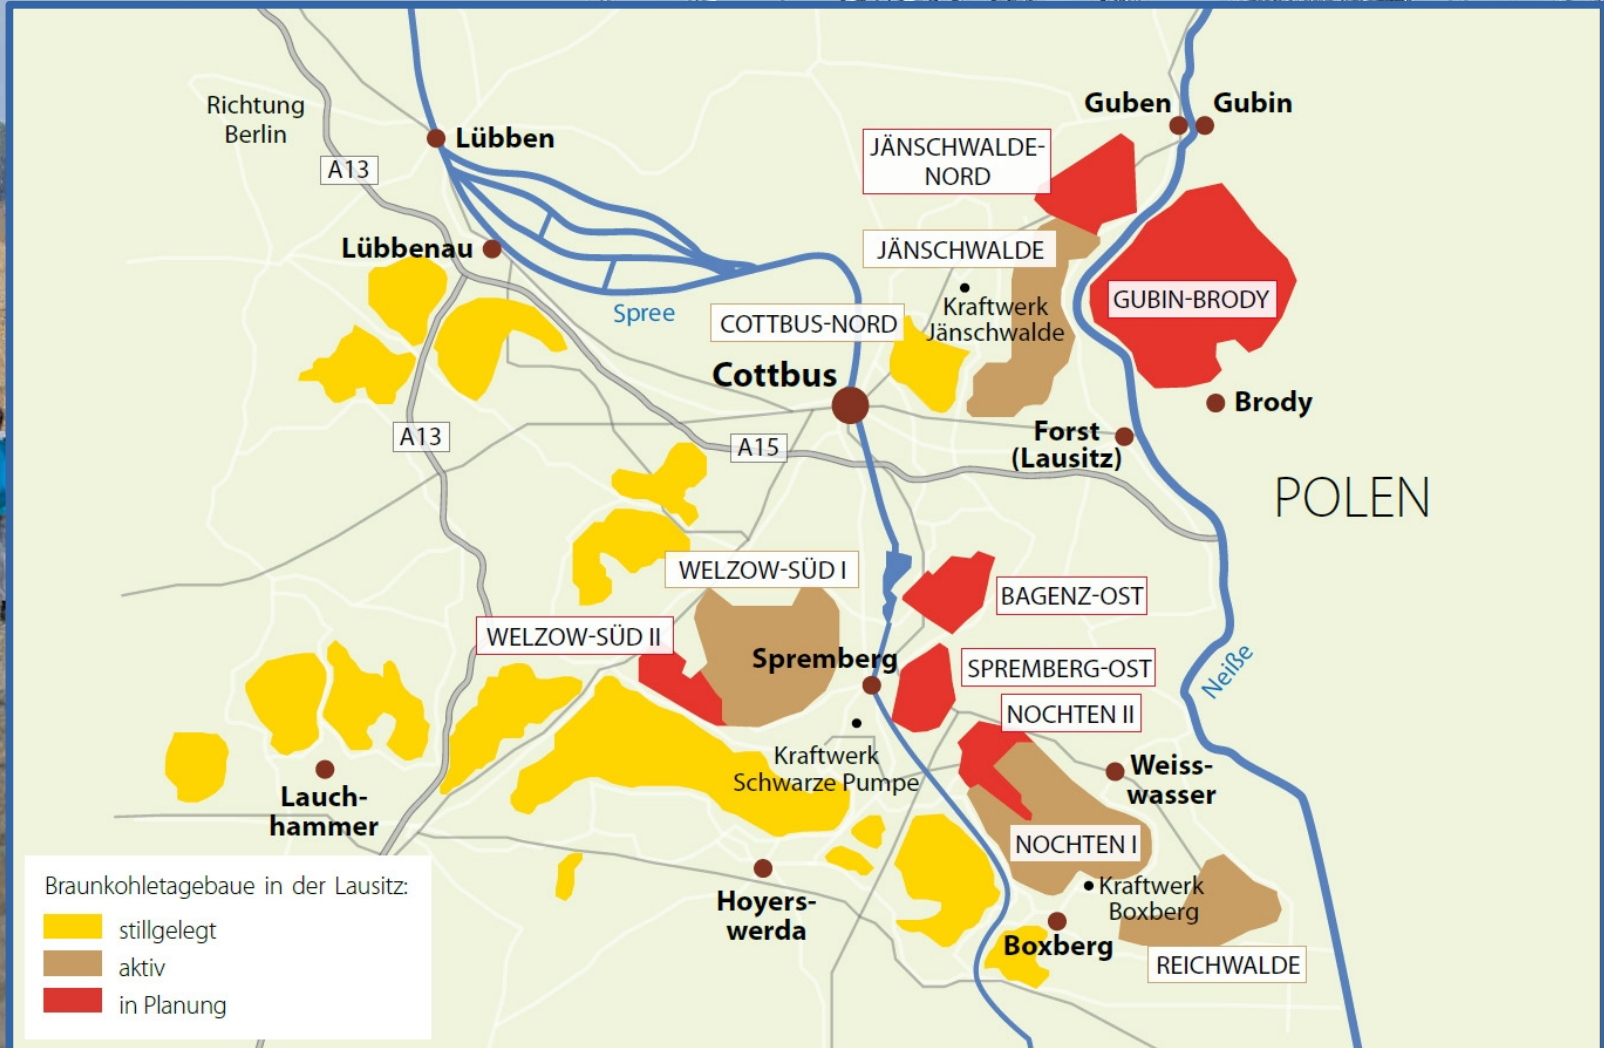 Richtung
Berlin
A13
Lübben
Lübbenau
Spree
Guben
Gubin
JÄNSCHWALDE-
NORD
JÄNSCHWALDE
Kraftwerk
Jänschwalde
GUBIN-BRODY
COTTBUS-NORD
Cottbus
Brody
A13
A15
Forst
(Lausitz)
POLEN
WELZOW-SÜD I
BAGENZ-OST
WELZOW-SÜD II
Spremberg
SPREMBERG-OST
Neiße
NOCHTEN II
Kraftwerk
Schwarze Pumpe
Weiss-
wasser
Lauch-
hammer
NOCHTEN I
Kraftwerk
Boxberg
Hoyers-
werda
Boxberg
REICHWALDE
Braunkohletagebaue in der Lausitz:
stillgelegt
aktiv
in Planung